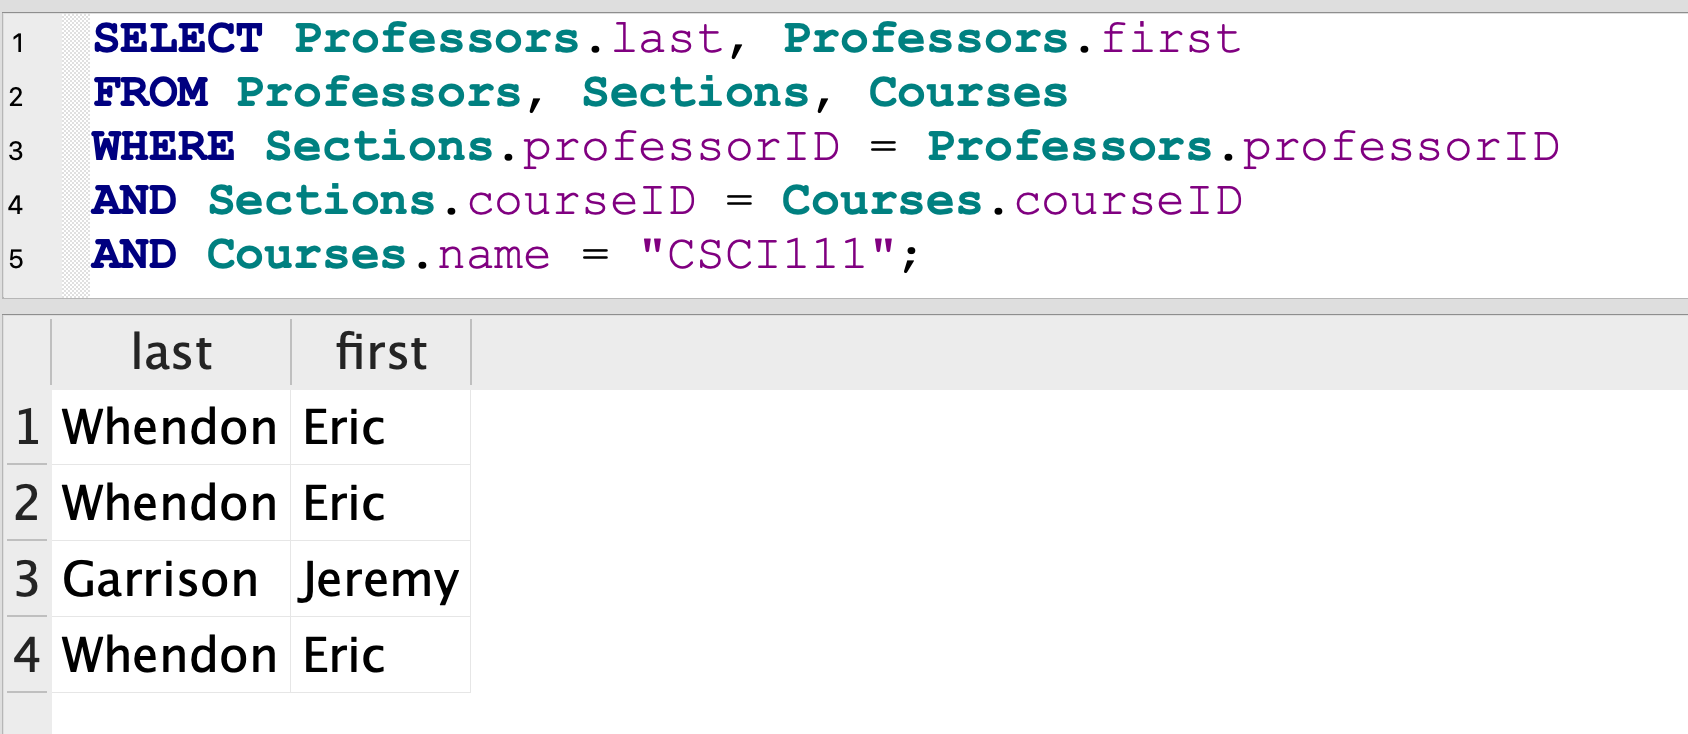 1 SELECT Professors.last, Professors.first
2 FROM Professors, Sections, Courses
3 WHERE Sections.professorID = Professors.professorID
4 AND Sections.courseID = Courses.courseID
5 AND Courses.name = "CSCI111";
last first
1 Whendon Eric
2 Whendon Eric
3 Garrison Jeremy
4 Whendon Eric